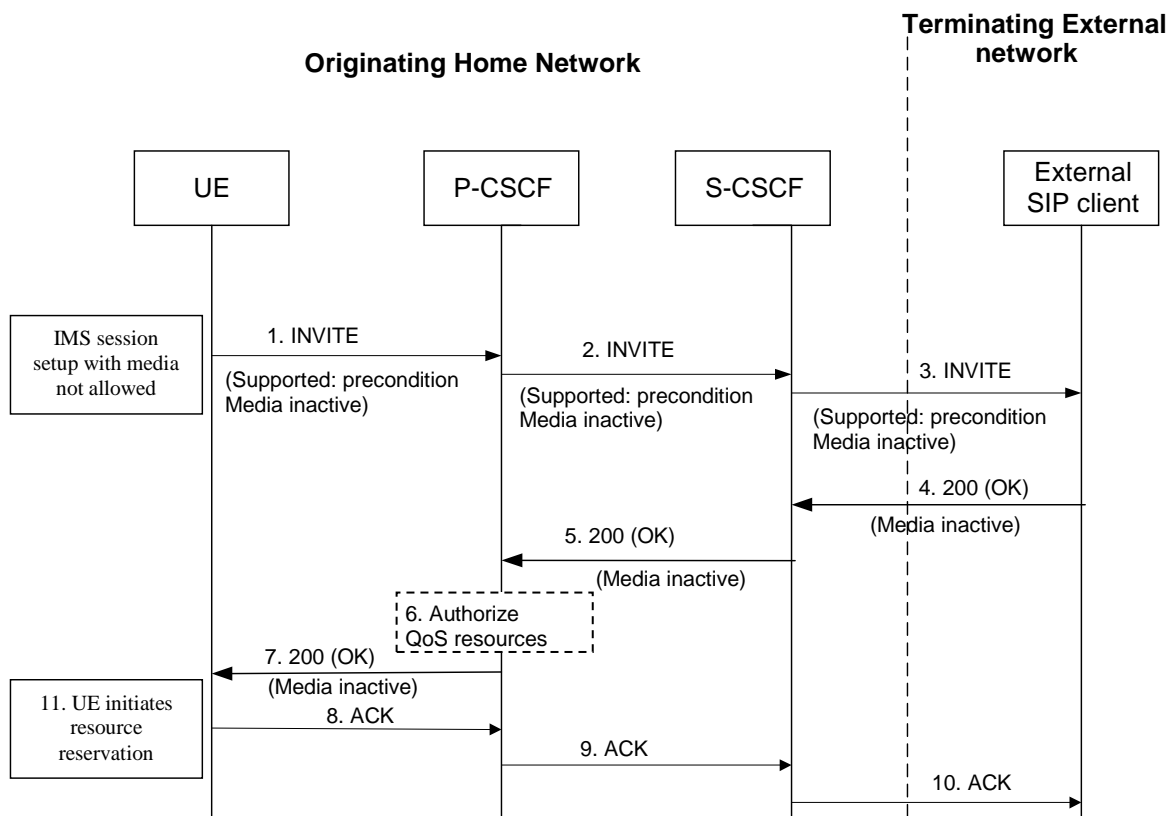 Terminating External
network
Originating Home Network
UE
P-CSCF
S-CSCF
External
SIP client
IMS session
setup with media
not allowed
1. INVITE
(Supported: precondition
Media inactive)
2. INVITE
(Supported: precondition
Media inactive)
3. INVITE
(Supported: precondition
Media inactive)
4. 200 (OK)
(Media inactive)
5. 200 (OK)
(Media inactive)
6. Authorize
QoS resources
7. 200 (OK)
(Media inactive)
11. UE initiates
resource
reservation
8. ACK
9. ACK
10. ACK